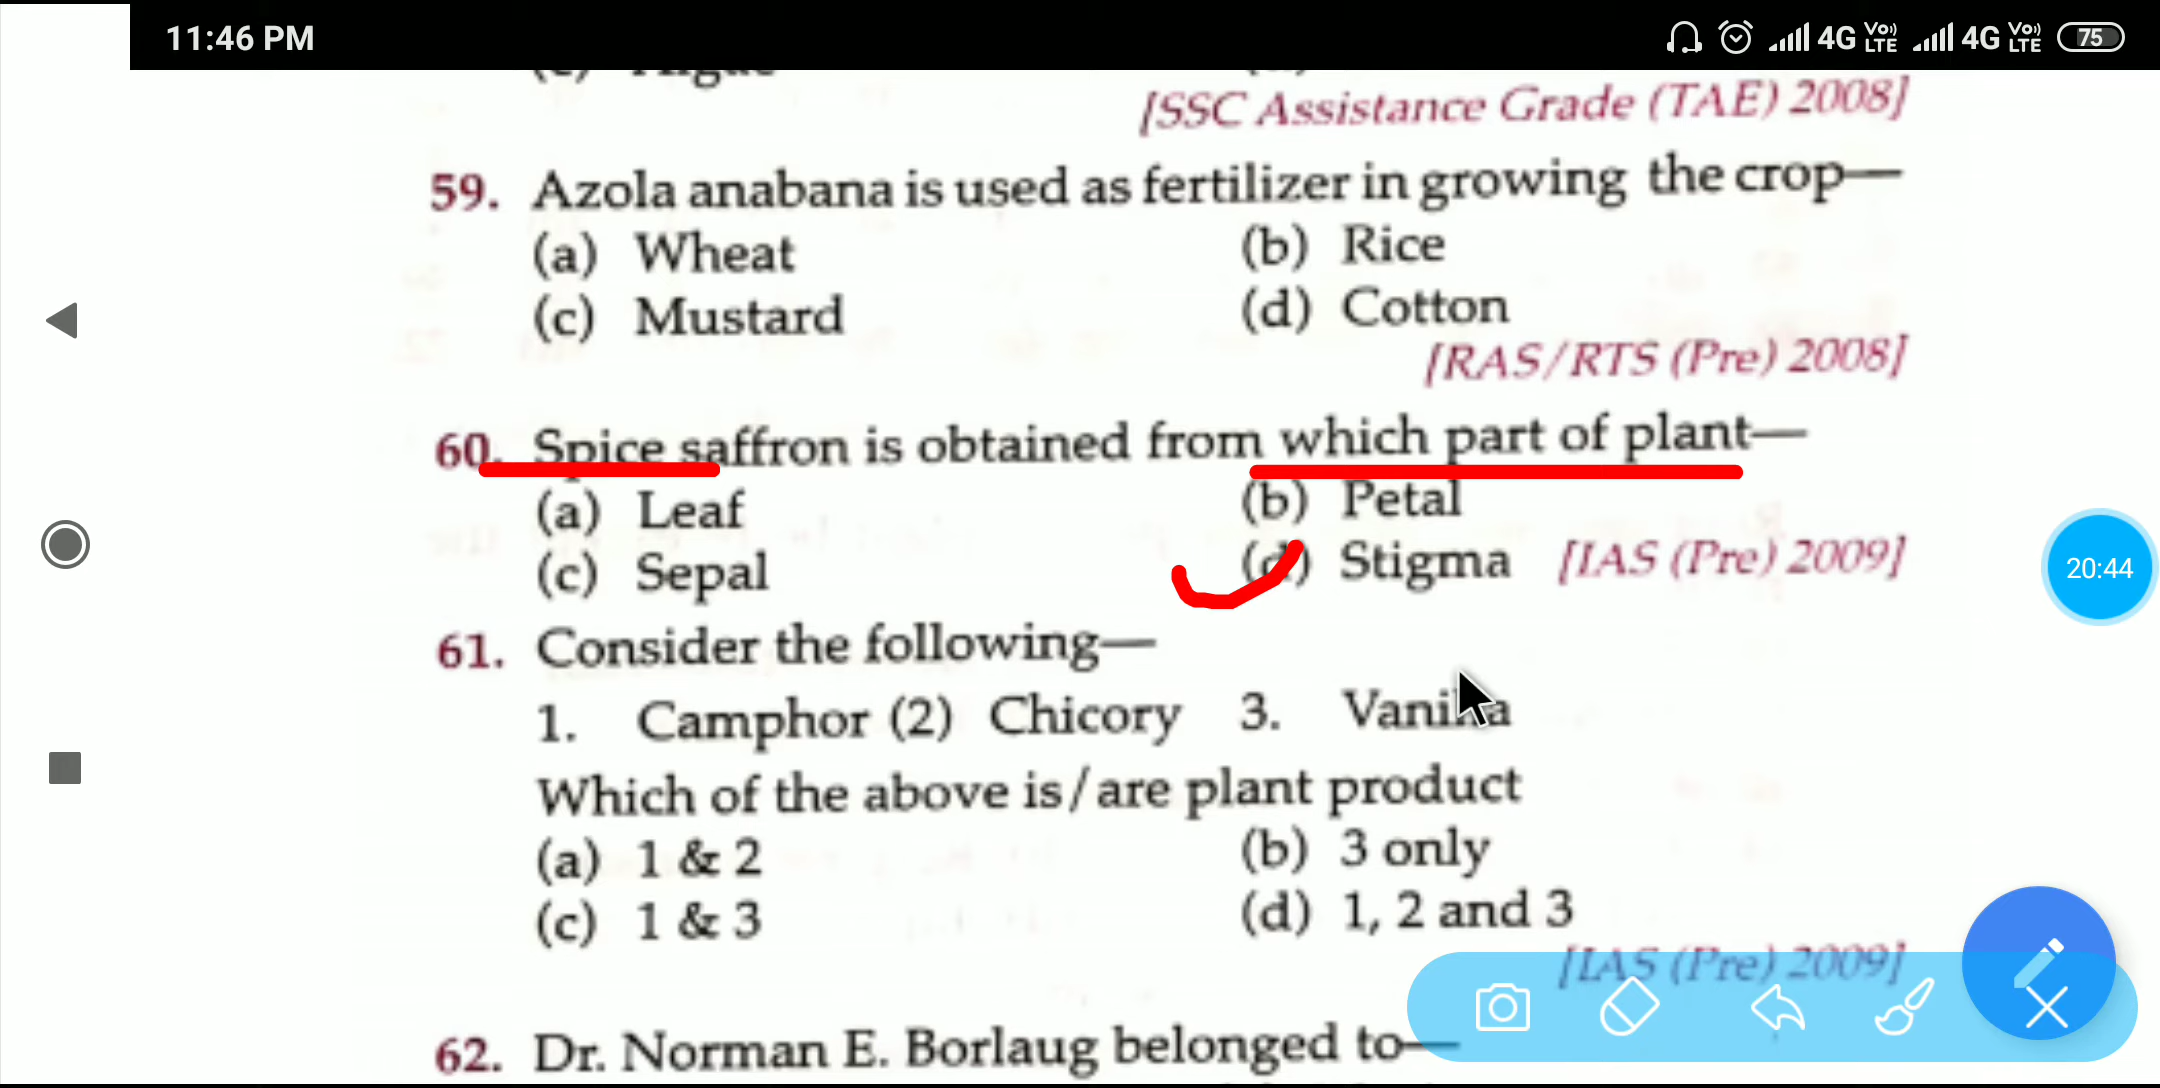 11:46 PM 4G Vo)) LTE 4G Vo)) LTE 75
[SSC Assistance Grade (TAE) 2008]
59. Azola anabana is used as fertilizer in growing the crop—
(a) Wheat (b) Rice
(c) Mustard (d) Cotton
[RAS/RTS (Pre) 2008]
60. Spice saffron is obtained from which part of plant—
(a) Leaf (b) Petal
(c) Sepal (d) Stigma [IAS (Pre) 2009]
20:44
61. Consider the following—
1. Camphor (2) Chicory 3.
Which of the above is/are plant product
(a) 1 & 2 (b) 3 only
(c) 1 & 3 (d) 1, 2 and 3
[IAS (Pre) 2009]
62. Dr. Norman E. Borlaug belonged to—